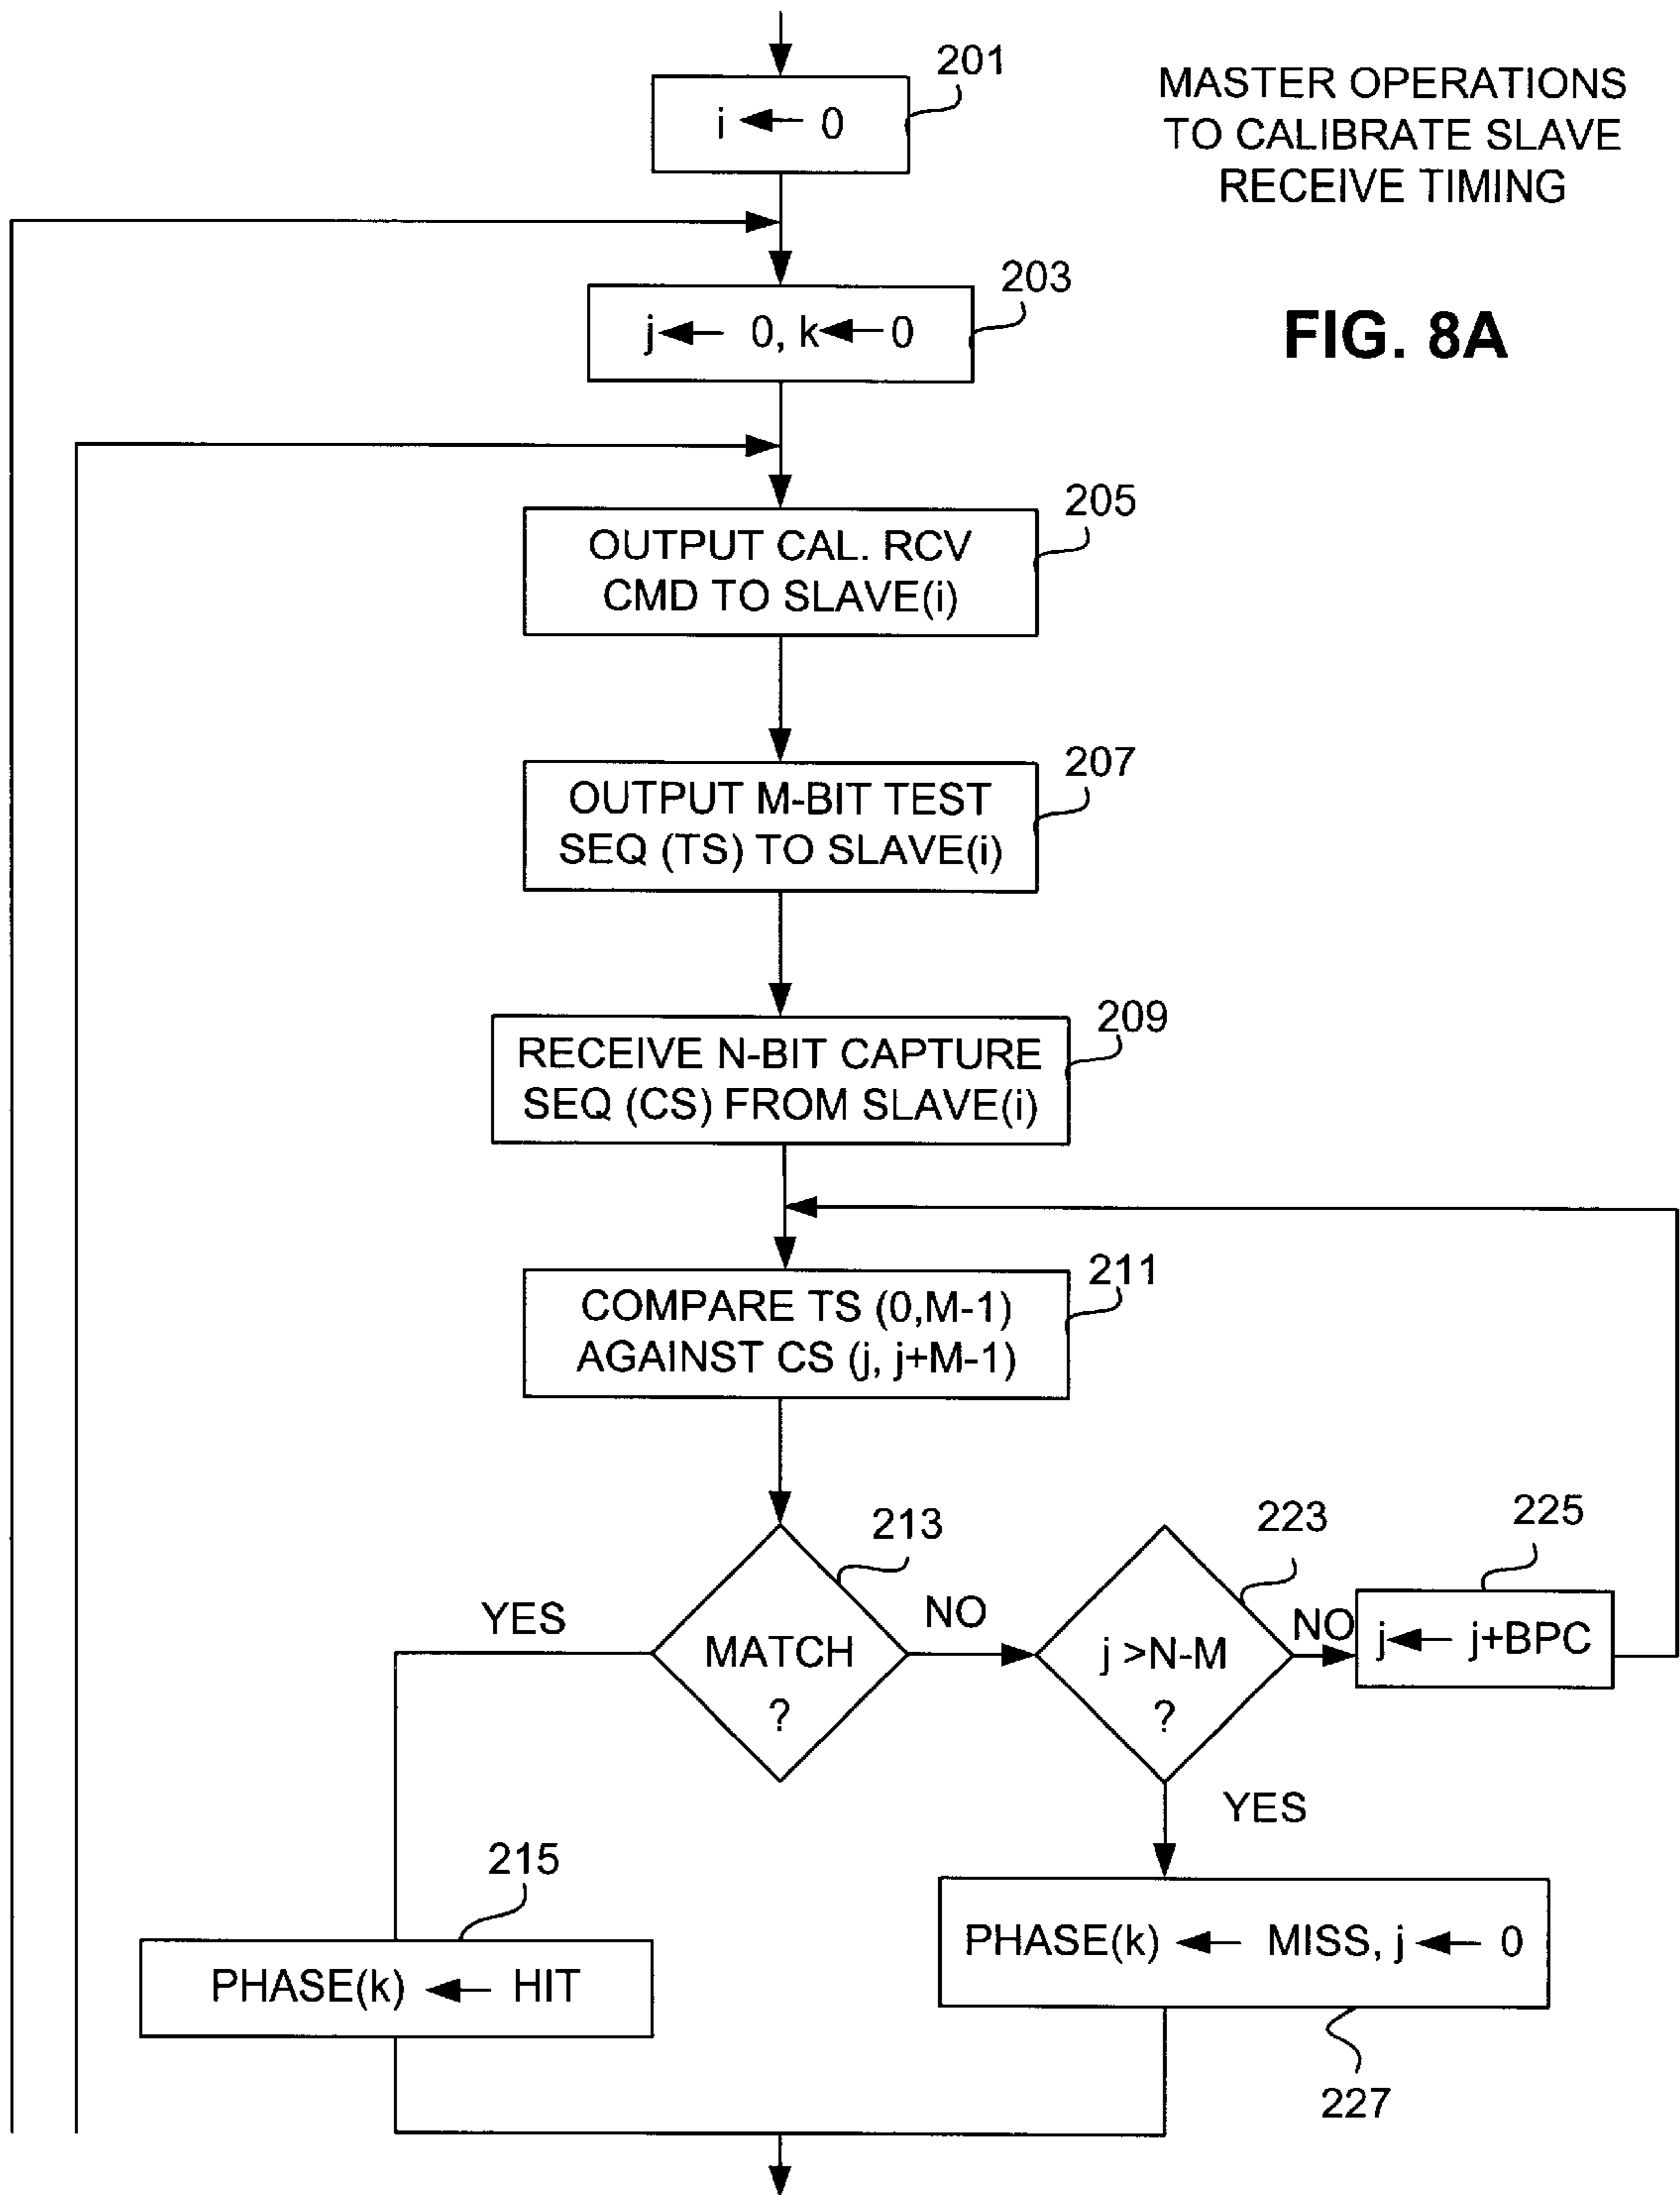 201
i ← 0
MASTER OPERATIONS
TO CALIBRATE SLAVE
RECEIVE TIMING
203
j ← 0, k ← 0
FIG. 8A
205
OUTPUT CAL. RCV
CMD TO SLAVE(i)
207
OUTPUT M-BIT TEST
SEQ (TS) TO SLAVE(i)
209
RECEIVE N-BIT CAPTURE
SEQ (CS) FROM SLAVE(i)
211
COMPARE TS (0,M-1)
AGAINST CS (j, j+M-1)
213
MATCH
?
YES
NO
223
j >N-M
?
NO
225
j ← j+BPC
YES
215
PHASE(k) ← HIT
PHASE(k) ← MISS, j ← 0
227